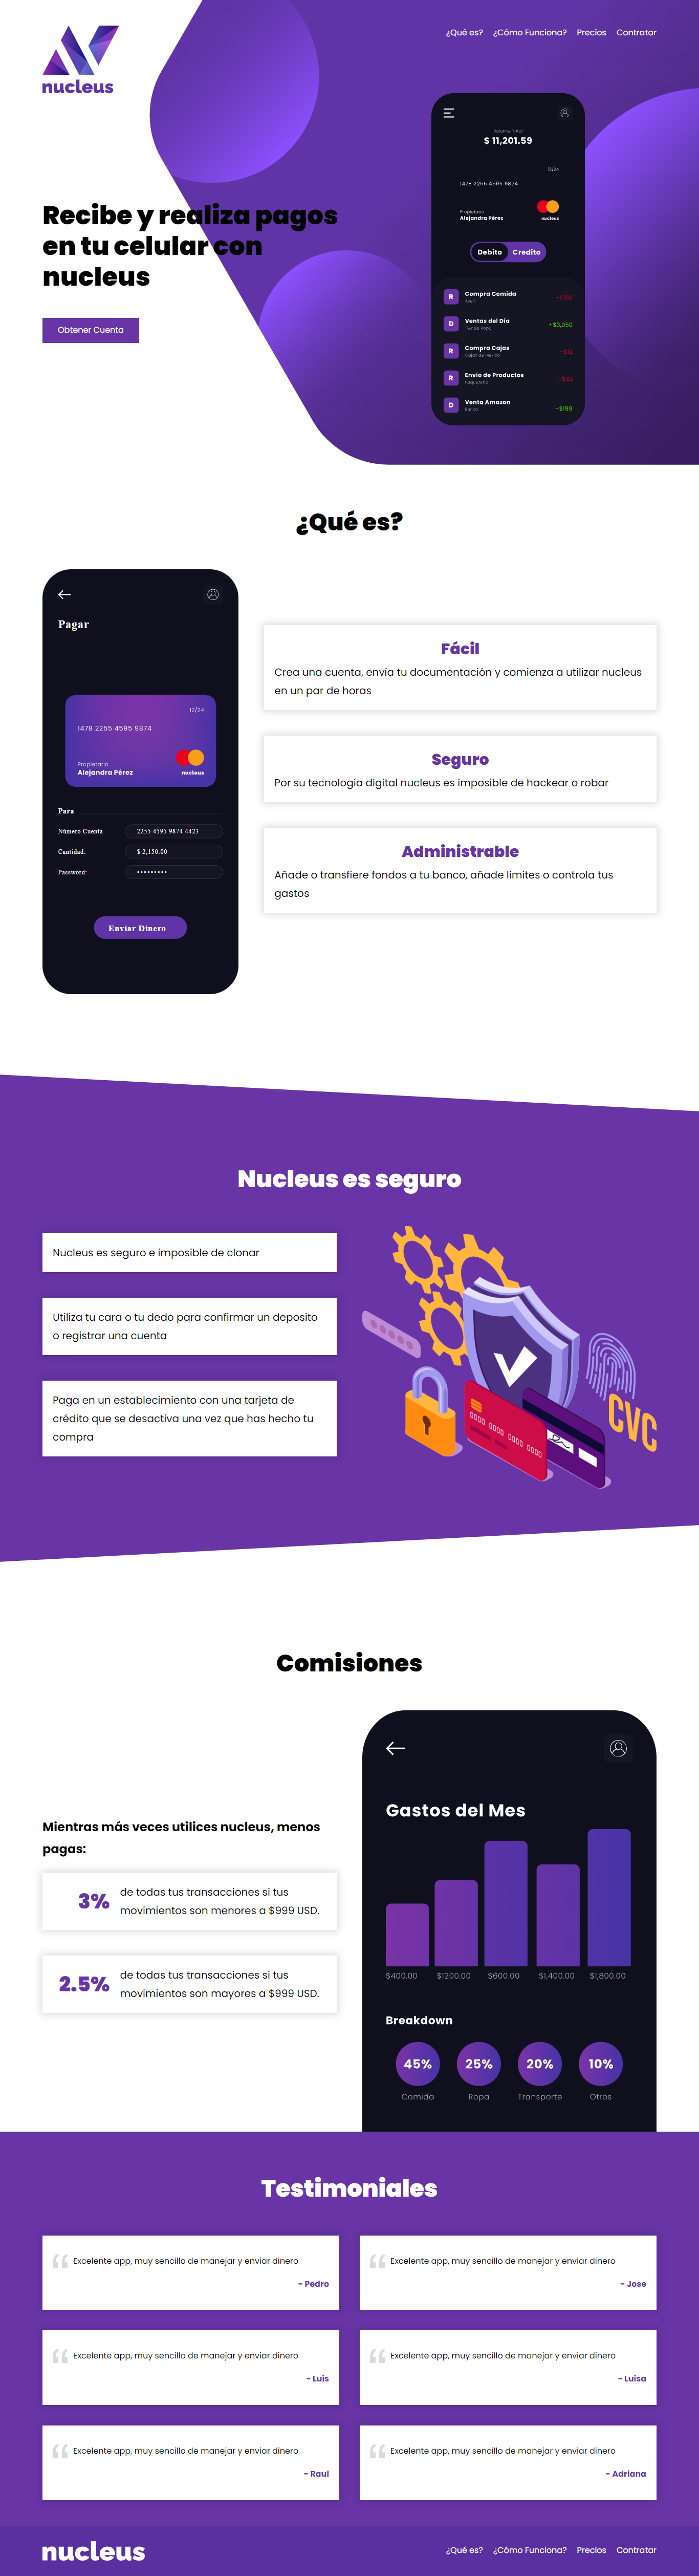 ¿Qué es? ¿Cómo Funciona? Precios Contratar
nucleus
Balance Total
$ 11,201.59
12/24
1478 2255 4595 9874
Propietario
Alejandra Pérez
nucleus
Debito Credito
R Compra Comida -$150
D Ventas del Día +$3,050
Tienda Ropa
R Compra Cajas -$12
R Envío de Productos -$32
Paquetería
D Venta Amazon +$199
Banco
Recibe y realiza pagos
en tu celular con
nucleus
Obtener Cuenta
¿Qué es?
Pagar
12/24
1478 2255 4595 9874
Propietario
Alejandra Pérez
nucleus
Para
Número Cuenta 2255 4595 9874 4423
Cantidad: $ 2,150.00
Password: •••••••••
Enviar Dinero
Fácil
Crea una cuenta, envía tu documentación y comienza a utilizar nucleus
en un par de horas
Seguro
Por su tecnología digital nucleus es imposible de hackear o robar
Administrable
Añade o transfiere fondos a tu banco, añade limites o controla tus
gastos
Nucleus es seguro
Nucleus es seguro e imposible de clonar
Utiliza tu cara o tu dedo para confirmar un deposito
o registrar una cuenta
Paga en un establecimiento con una tarjeta de
crédito que se desactiva una vez que has hecho tu
compra
CVC
Comisiones
Mientras más veces utilices nucleus, menos
pagas:
3% de todas tus transacciones si tus
movimientos son menores a $999 USD.
2.5% de todas tus transacciones si tus
movimientos son mayores a $999 USD.
Gastos del Mes
$400.00 $1200.00 $600.00 $1,400.00 $1,800.00
Breakdown
45% 25% 20% 10%
Comida Ropa Transporte Otros
Testimoniales
“ Excelente app, muy sencillo de manejar y enviar dinero
- Pedro
“ Excelente app, muy sencillo de manejar y enviar dinero
- Jose
“ Excelente app, muy sencillo de manejar y enviar dinero
- Luis
“ Excelente app, muy sencillo de manejar y enviar dinero
- Luisa
“ Excelente app, muy sencillo de manejar y enviar dinero
- Raul
“ Excelente app, muy sencillo de manejar y enviar dinero
- Adriana
nucleus
¿Qué es? ¿Cómo Funciona? Precios Contratar